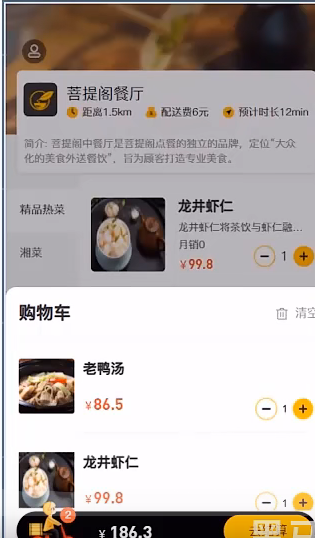 菩提阁餐厅
距离1.5km 配送费6元 预计时长12min
简介: 菩提阁中餐厅是菩提阁点餐的独立的品牌，定位“大众
化的美食外送餐饮”，旨为顾客打造专业美食。
精品热菜
湘菜
龙井虾仁
龙井虾仁将茶饮与虾仁融...
月销0
¥99.8
1
购物车
清空
老鸭汤
¥86.5
1
龙井虾仁
¥99.8
1
2
¥ 186.3